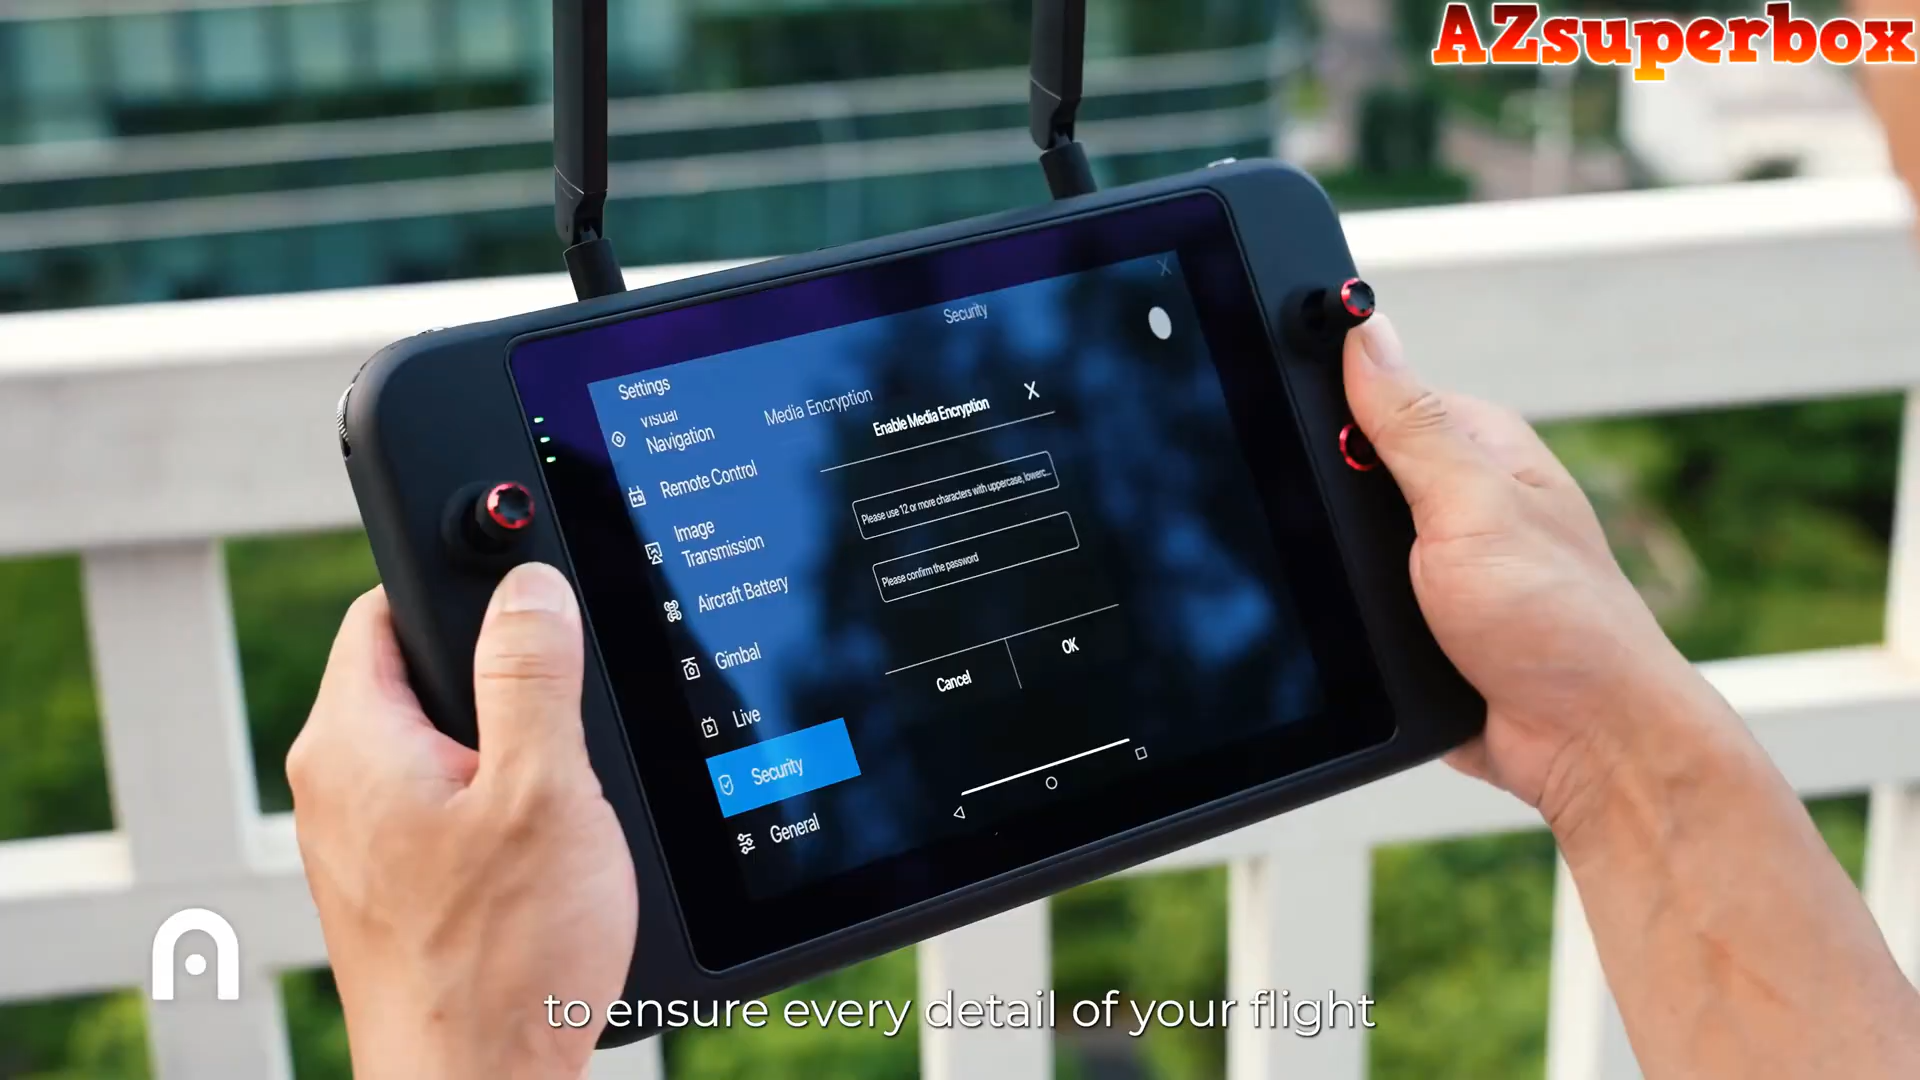 AZsuperbox
Security
Settings
Visual
Navigation
Media Encryption
Enable Media Encryption
Remote Control
Please use 12 or more characters with uppercase, lowerc...
Image
Transmission
Please confirm the password
Aircraft Battery
Gimbal
Cancel
OK
Live
Security
General
to ensure every detail of your flight